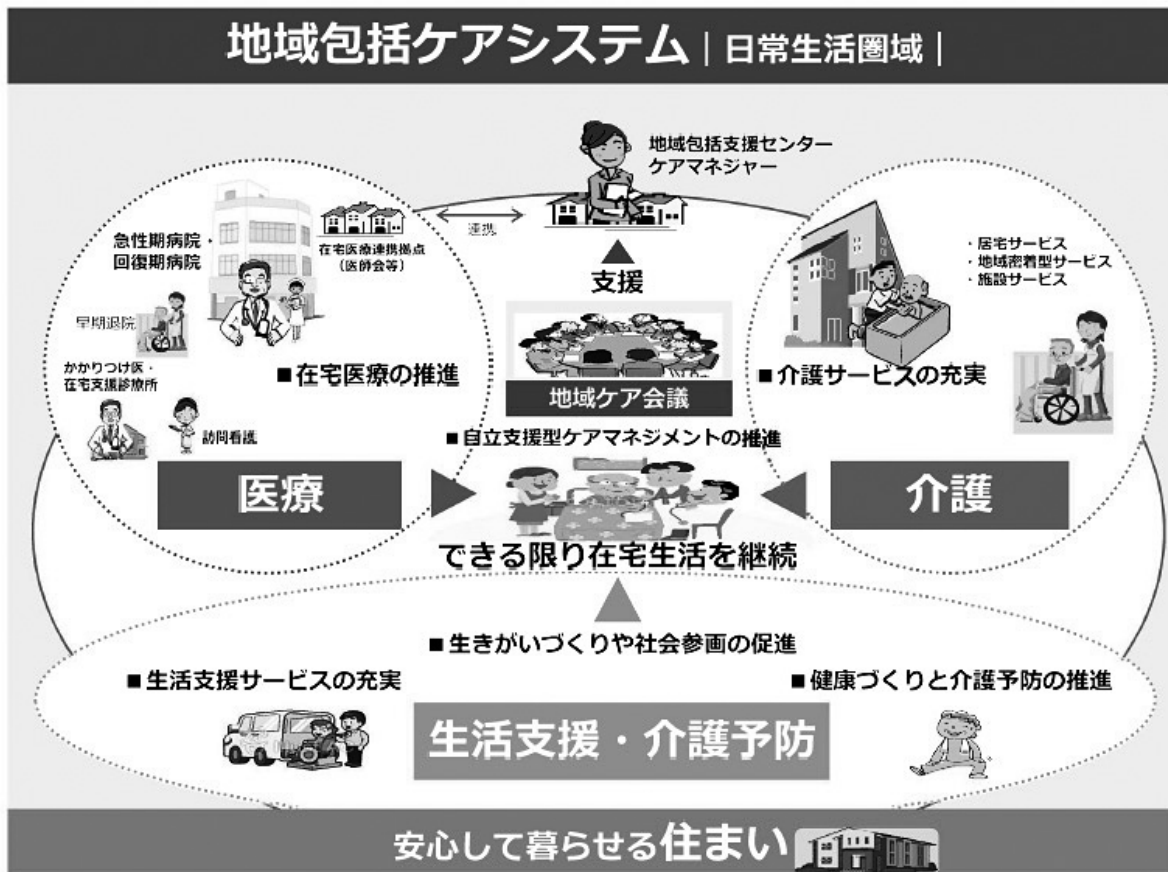 地域包括ケアシステム | 日常生活圏域 |
地域包括支援センター
ケアマネジャー
急性期病院・
回復期病院
在宅医療連携拠点
(医師会等)
連携
支援
・居宅サービス
・地域密着型サービス
・施設サービス
早期退院
かかりつけ医・
在宅支援診療所
訪問看護
■在宅医療の推進
地域ケア会議
■介護サービスの充実
■自立支援型ケアマネジメントの推進
医療
介護
できる限り在宅生活を継続
■生きがいづくりや社会参画の促進
■生活支援サービスの充実
■健康づくりと介護予防の推進
生活支援・介護予防
安心して暮らせる住まい